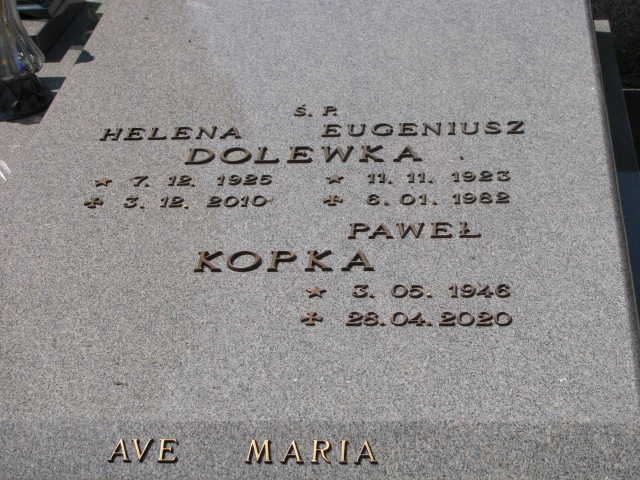 Ś. P.
HELENA EUGENIUSZ
DOLEWKA
★ 7. 12. 1925 ★ 11. 11. 1923
✠ 3. 12. 2010 ✠ 6. 01. 1982
PAWEŁ
KOPKA
★ 3. 05. 1946
✠ 28.04.2020
AVE MARIA